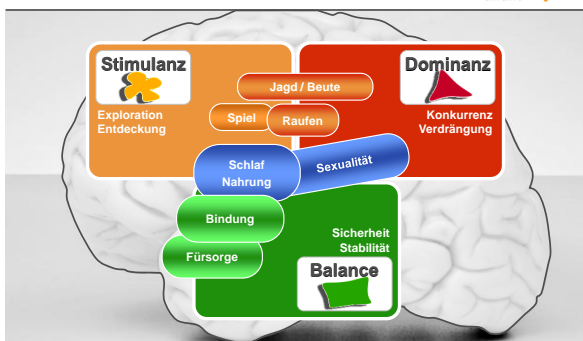 Stimulanz
Exploration
Entdeckung
Dominanz
Konkurrenz
Verdrängung
Jagd / Beute
Spiel
Raufen
Schlaf
Nahrung
Sexualität
Bindung
Fürsorge
Sicherheit
Stabilität
Balance